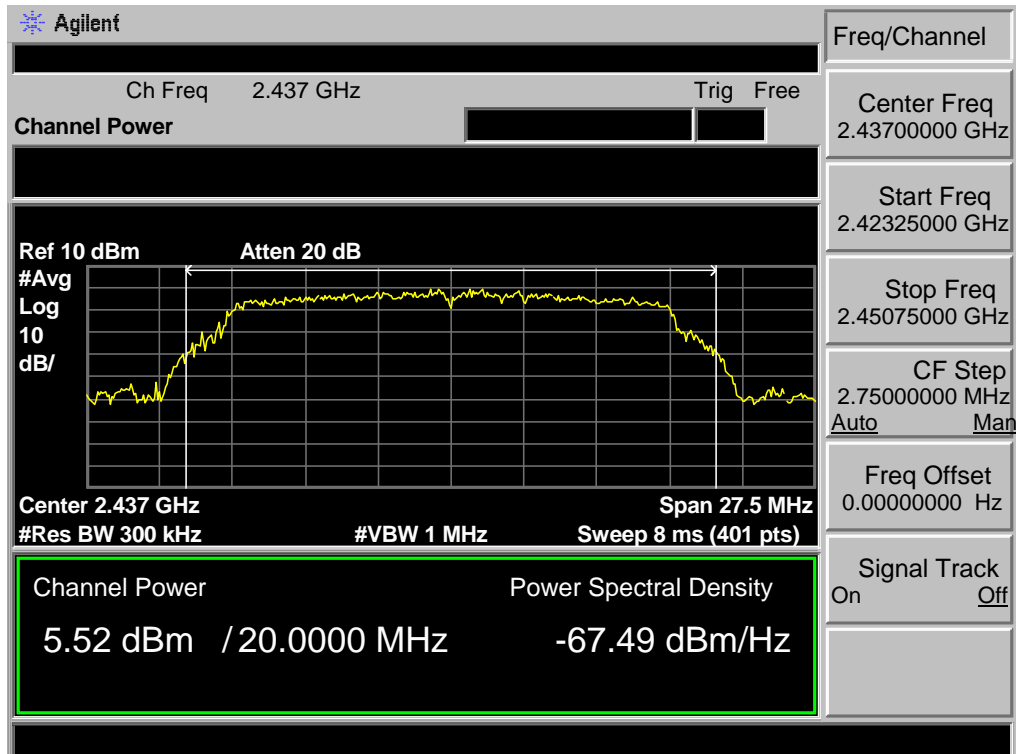 Agilent
Freq/Channel
Ch Freq 2.437 GHz Trig Free
Channel Power
Center Freq
2.43700000 GHz
Start Freq
2.42325000 GHz
Stop Freq
2.45075000 GHz
CF Step
2.75000000 MHz
Auto Man
Freq Offset
0.00000000 Hz
Signal Track
On Off
Ref 10 dBm Atten 20 dB
#Avg
Log
10
dB/
Center 2.437 GHz Span 27.5 MHz
#Res BW 300 kHz #VBW 1 MHz Sweep 8 ms (401 pts)
Channel Power Power Spectral Density
5.52 dBm / 20.0000 MHz -67.49 dBm/Hz